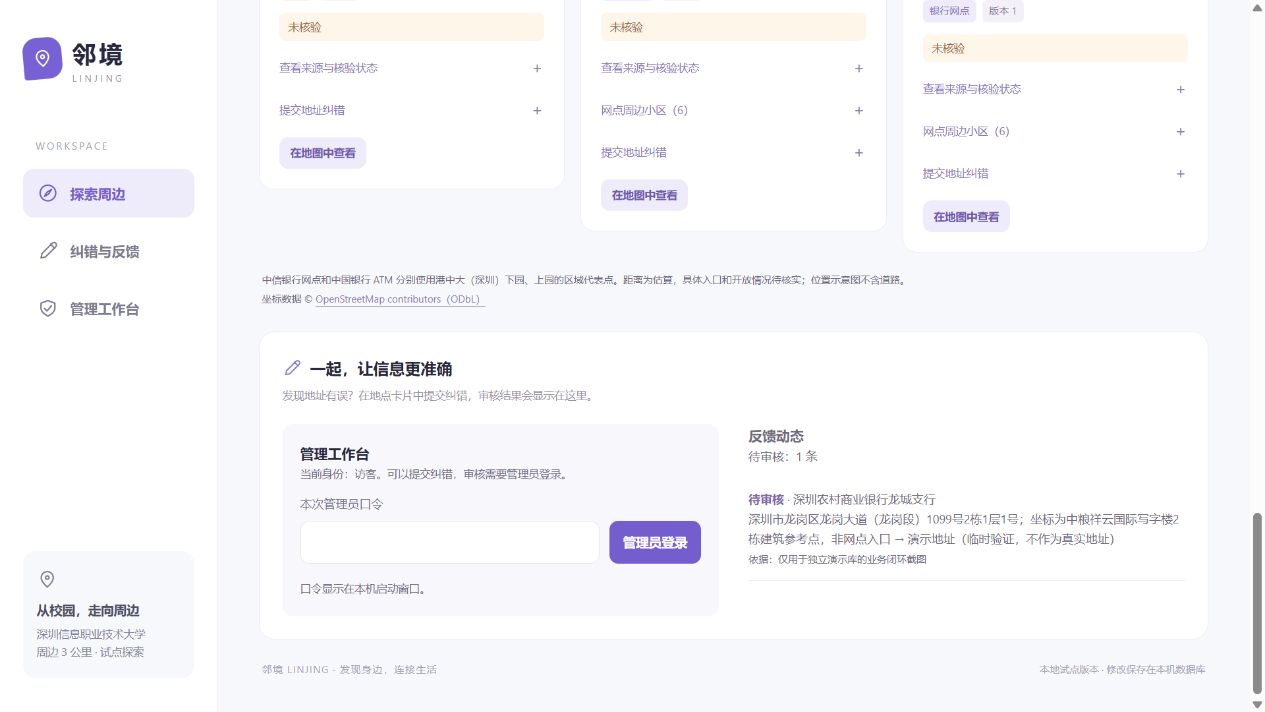 邻境
LINJING
WORKSPACE
探索周边
纠错与反馈
管理工作台
从校园，走向周边
深圳信息职业技术大学
周边 3 公里 · 试点探索
未核验
查看来源与核验状态 +
提交地址纠错 +
在地图中查看
未核验
查看来源与核验状态 +
网点周边小区（6） +
提交地址纠错 +
在地图中查看
银行网点 版本 1
未核验
查看来源与核验状态 +
网点周边小区（6） +
提交地址纠错 +
在地图中查看
中信银行网点和中国银行 ATM 分别使用港中大（深圳）下园、上园的区域代表点。距离为估算，具体入口和开放情况待核实；位置示意图不含道路。
坐标数据 © OpenStreetMap contributors（ODbL）
一起，让信息更准确
发现地址有误？在地点卡片中提交纠错，审核结果会显示在这里。
管理工作台
当前身份：访客。可以提交纠错，审核需要管理员登录。
本次管理员口令
管理员登录
口令显示在本机启动窗口。
反馈动态
待审核：1 条
待审核 · 深圳农村商业银行龙城支行
深圳市龙岗区龙岗大道（龙岗段）1099号2栋1层1号；坐标为中粮祥云国际写字楼2
栋建筑参考点，非网点入口 → 演示地址（临时验证，不作为真实地址）
依据：仅用于独立演示库的业务闭环截图
邻境 LINJING · 发现身边，连接生活
本地试点版本 · 修改保存在本机数据库